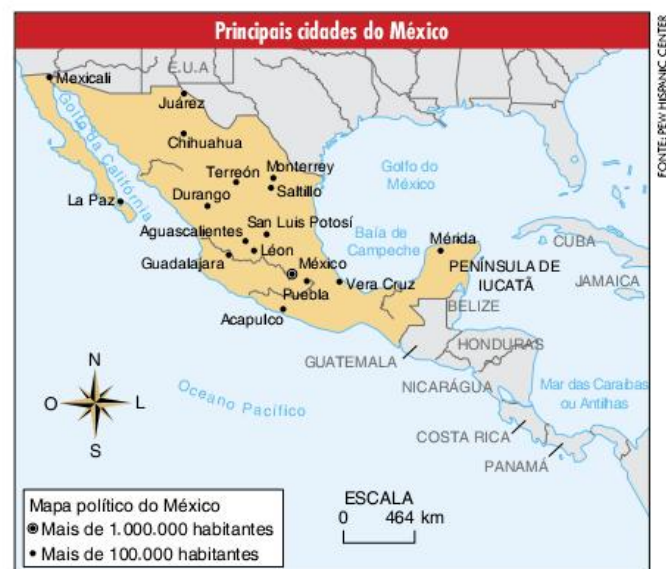 Principais cidades do México
FONTE: PEW HISPANIC CENTER
E.U.A
Mexicali
Juárez
Golfo da Califórnia
Chihuahua
Terreón
Monterrey
Saltillo
Durango
La Paz
Golfo do
México
San Luis Potosí
Aguascalientes
Léon
Guadalajara
México
Puebla
Vera Cruz
Acapulco
Baía de
Campeche
Mérida
PENÍNSULA DE
IUCATÃ
CUBA
JAMAICA
BELIZE
HONDURAS
GUATEMALA
NICARÁGUA
Mar das Caraíbas
ou Antilhas
COSTA RICA
PANAMÁ
Oceano Pacífico
N
O
L
S
ESCALA
0 464 km
Mapa político do México
Mais de 1.000.000 habitantes
Mais de 100.000 habitantes